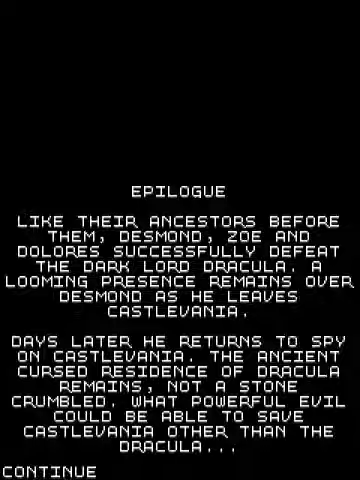 EPILOGUE
LIKE THEIR ANCESTORS BEFORE
THEM, DESMOND, ZOE AND
DOLORES SUCCESSFULLY DEFEAT
THE DARK LORD DRACULA. A
LOOMING PRESENCE REMAINS OVER
DESMOND AS HE LEAVES
CASTLEVANIA.
DAYS LATER HE RETURNS TO SPY
ON CASTLEVANIA. THE ANCIENT
CURSED RESIDENCE OF DRACULA
REMAINS, NOT A STONE
CRUMBLED. WHAT POWERFUL EVIL
COULD BE ABLE TO SAVE
CASTLEVANIA OTHER THAN THE
DRACULA...
CONTINUE